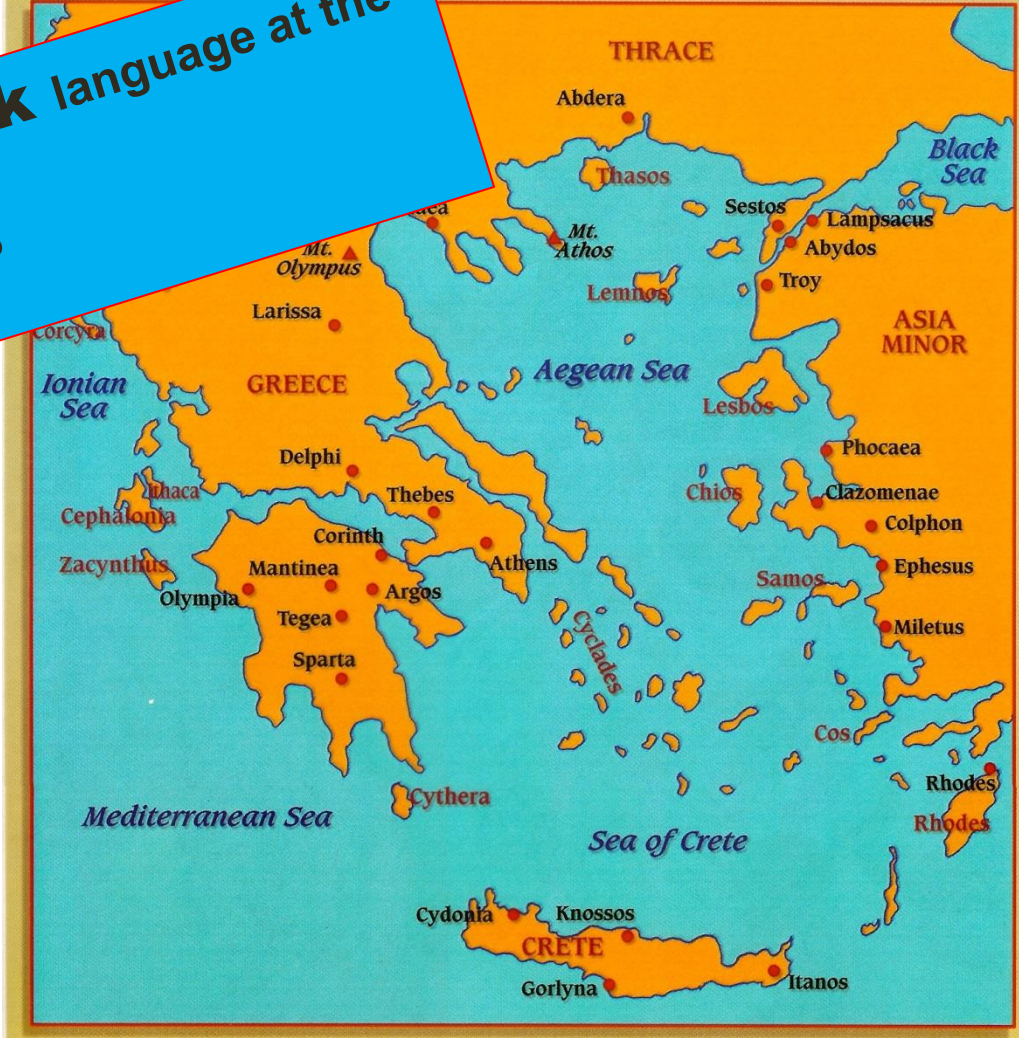 language at the
THRACE
Abdera
Black
Sea
Thasos
Sestos
Lampsacus
Mt.
Athos
Abydos
Mt.
Olympus
Troy
Lemnos
Larissa
ASIA
MINOR
Corcyra
Aegean Sea
Ionian
Sea
GREECE
Lesbos
Phocaea
Delphi
Ithaca
Thebes
Chios
Clazomenae
Cephalonia
Colphon
Corinth
Zacynthus
Mantinea
Athens
Ephesus
Samos
Olympia
Argos
Tegea
Cyclades
Miletus
Sparta
Cos
Rhodes
Cythera
Mediterranean Sea
Rhodes
Sea of Crete
Cydonia
Knossos
CRETE
Itanos
Gorlyna